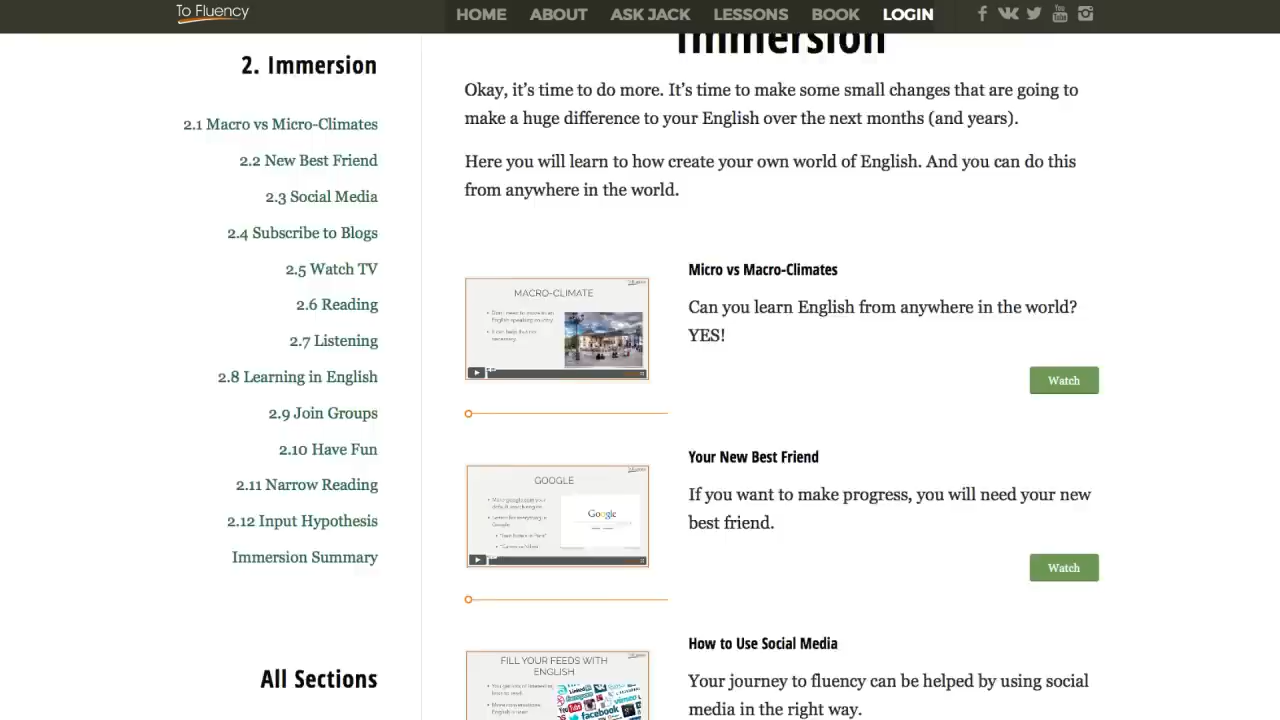 To Fluency
HOME ABOUT ASK JACK LESSONS BOOK LOGIN
2. Immersion
2.1 Macro vs Micro-Climates
2.2 New Best Friend
2.3 Social Media
2.4 Subscribe to Blogs
2.5 Watch TV
2.6 Reading
2.7 Listening
2.8 Learning in English
2.9 Join Groups
2.10 Have Fun
2.11 Narrow Reading
2.12 Input Hypothesis
Immersion Summary
All Sections
Immersion
Okay, it's time to do more. It's time to make some small changes that are going to
make a huge difference to your English over the next months (and years).
Here you will learn to how create your own world of English. And you can do this
from anywhere in the world.
MACRO-CLIMATE
Micro vs Macro-Climates
Can you learn English from anywhere in the world?
YES!
Watch
GOOGLE
Google
Your New Best Friend
If you want to make progress, you will need your new
best friend.
Watch
FILL YOUR FEEDS WITH
ENGLISH
facebook
How to Use Social Media
Your journey to fluency can be helped by using social
media in the right way.